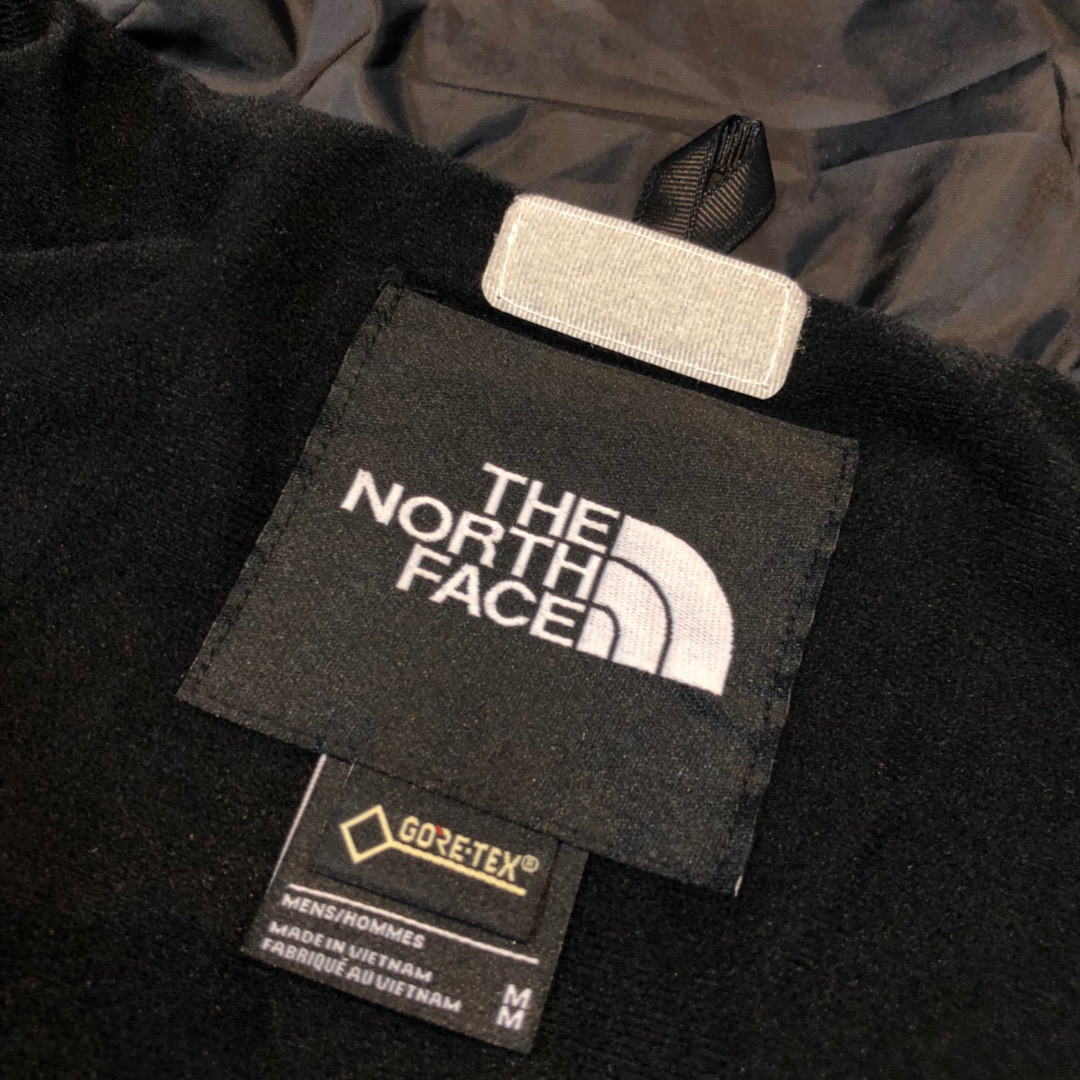 THE
NORTH
FACE
GORE-TEX®
MENS/HOMMES
MADE IN VIETNAM
FABRIQUÉ AU VIETNAM
M
M